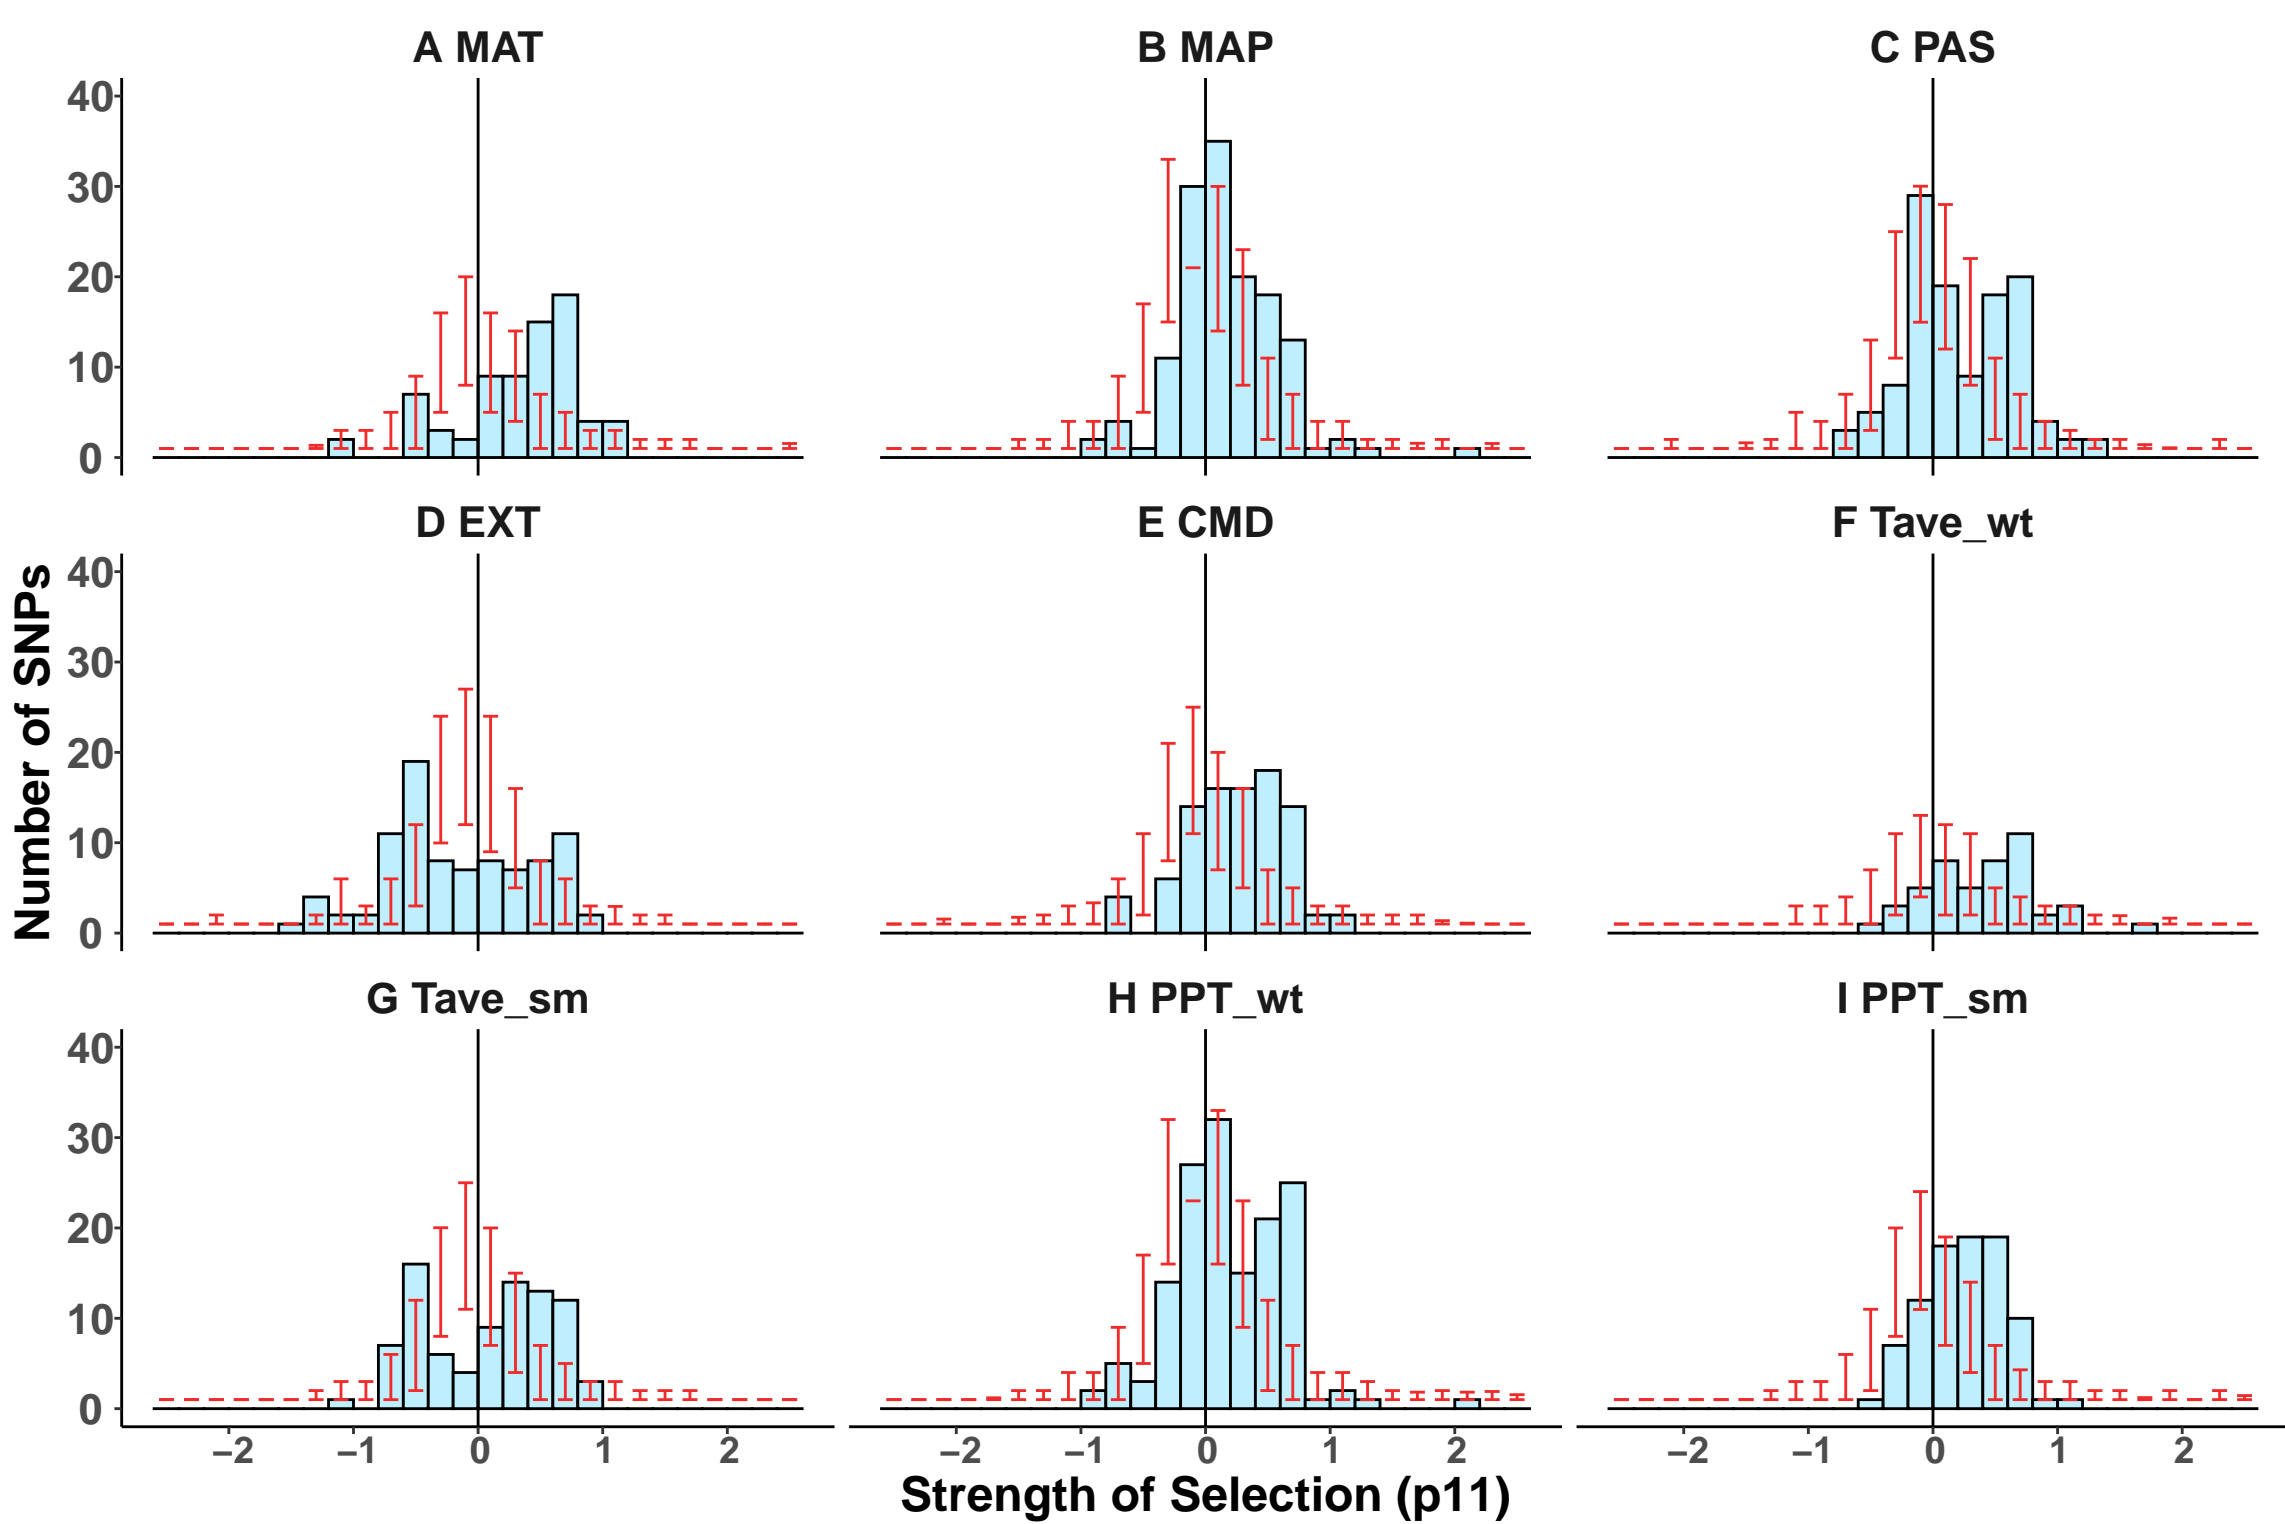 A MAT
B MAP
C PAS
40
30
20
10
0
D EXT
E CMD
F Tave_wt
40
30
20
10
0
Number of SNPs
G Tave_sm
H PPT_wt
I PPT_sm
40
30
20
10
0
−2 −1 0 1 2
−2 −1 0 1 2
−2 −1 0 1 2
Strength of Selection (p11)